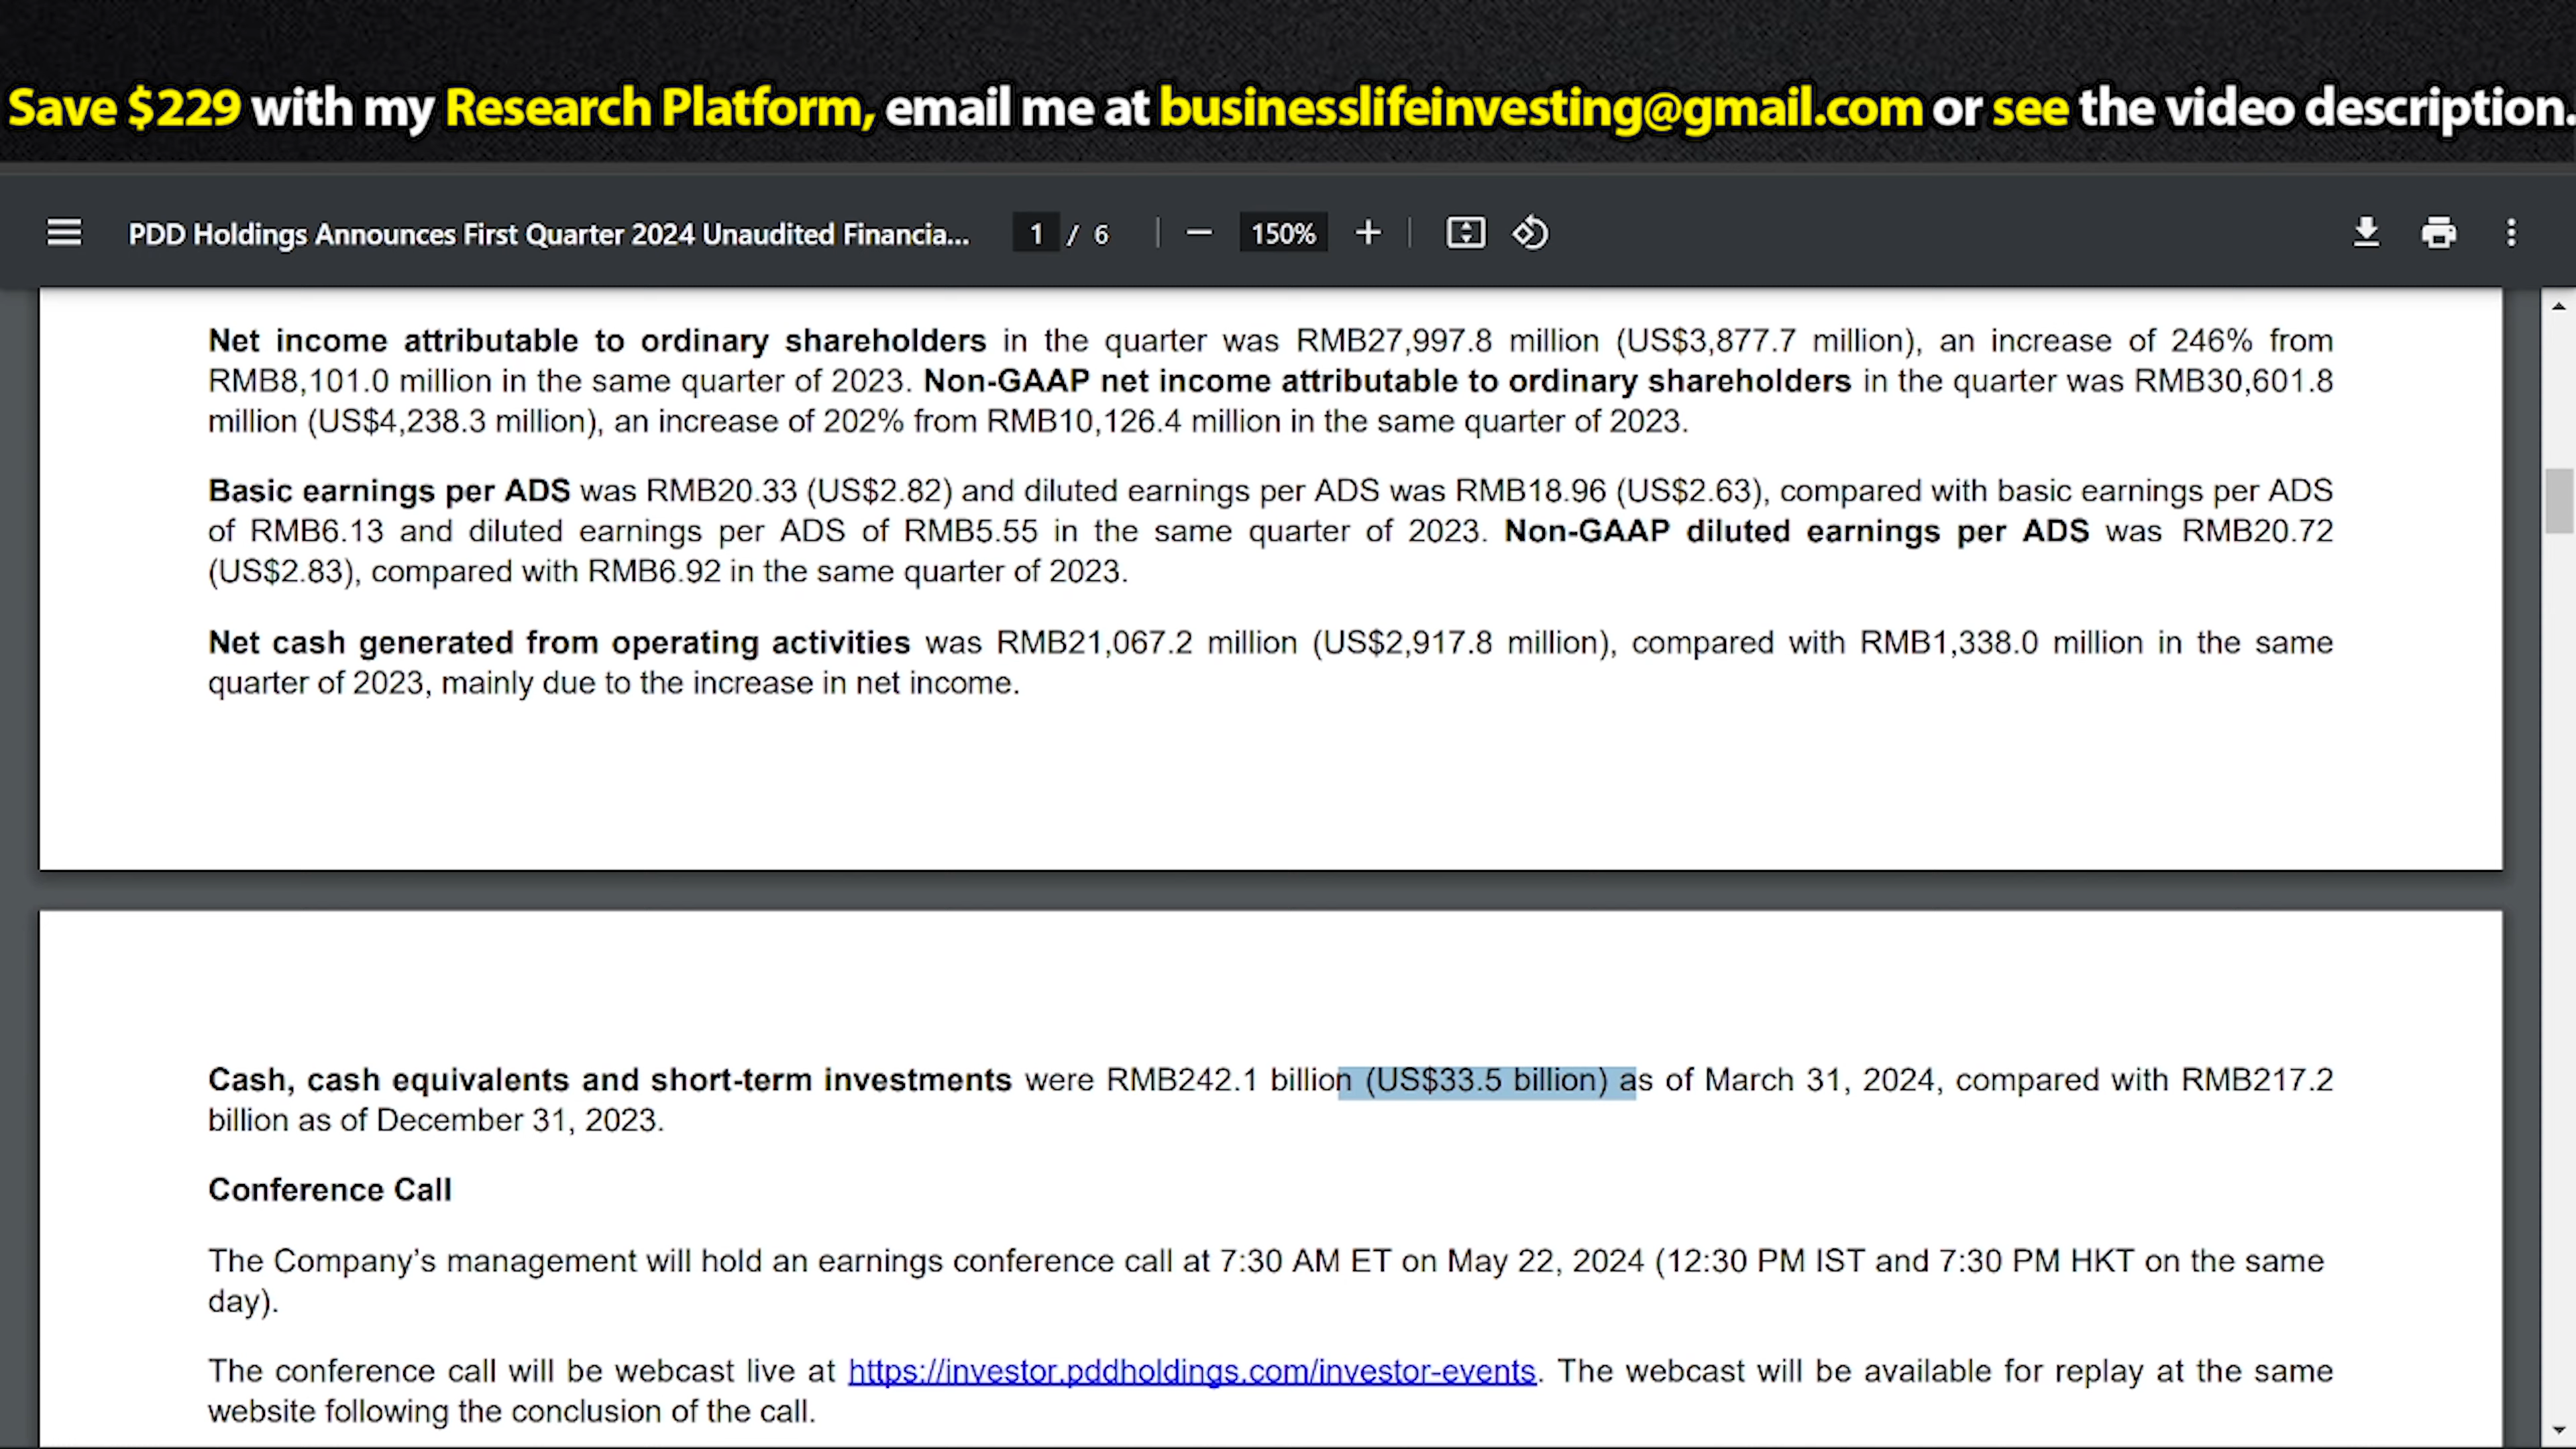 Save $229 with my Research Platform, email me at businesslifeinvesting@gmail.com or see the video description.
PDD Holdings Announces First Quarter 2024 Unaudited Financia... 1 / 6 150%
Net income attributable to ordinary shareholders in the quarter was RMB27,997.8 million (US$3,877.7 million), an increase of 246% from
RMB8,101.0 million in the same quarter of 2023. Non-GAAP net income attributable to ordinary shareholders in the quarter was RMB30,601.8
million (US$4,238.3 million), an increase of 202% from RMB10,126.4 million in the same quarter of 2023.
Basic earnings per ADS was RMB20.33 (US$2.82) and diluted earnings per ADS was RMB18.96 (US$2.63), compared with basic earnings per ADS
of RMB6.13 and diluted earnings per ADS of RMB5.55 in the same quarter of 2023. Non-GAAP diluted earnings per ADS was RMB20.72
(US$2.83), compared with RMB6.92 in the same quarter of 2023.
Net cash generated from operating activities was RMB21,067.2 million (US$2,917.8 million), compared with RMB1,338.0 million in the same
quarter of 2023, mainly due to the increase in net income.
Cash, cash equivalents and short-term investments were RMB242.1 billion (US$33.5 billion) as of March 31, 2024, compared with RMB217.2
billion as of December 31, 2023.
Conference Call
The Company's management will hold an earnings conference call at 7:30 AM ET on May 22, 2024 (12:30 PM IST and 7:30 PM HKT on the same
day).
The conference call will be webcast live at https://investor.pddholdings.com/investor-events. The webcast will be available for replay at the same
website following the conclusion of the call.